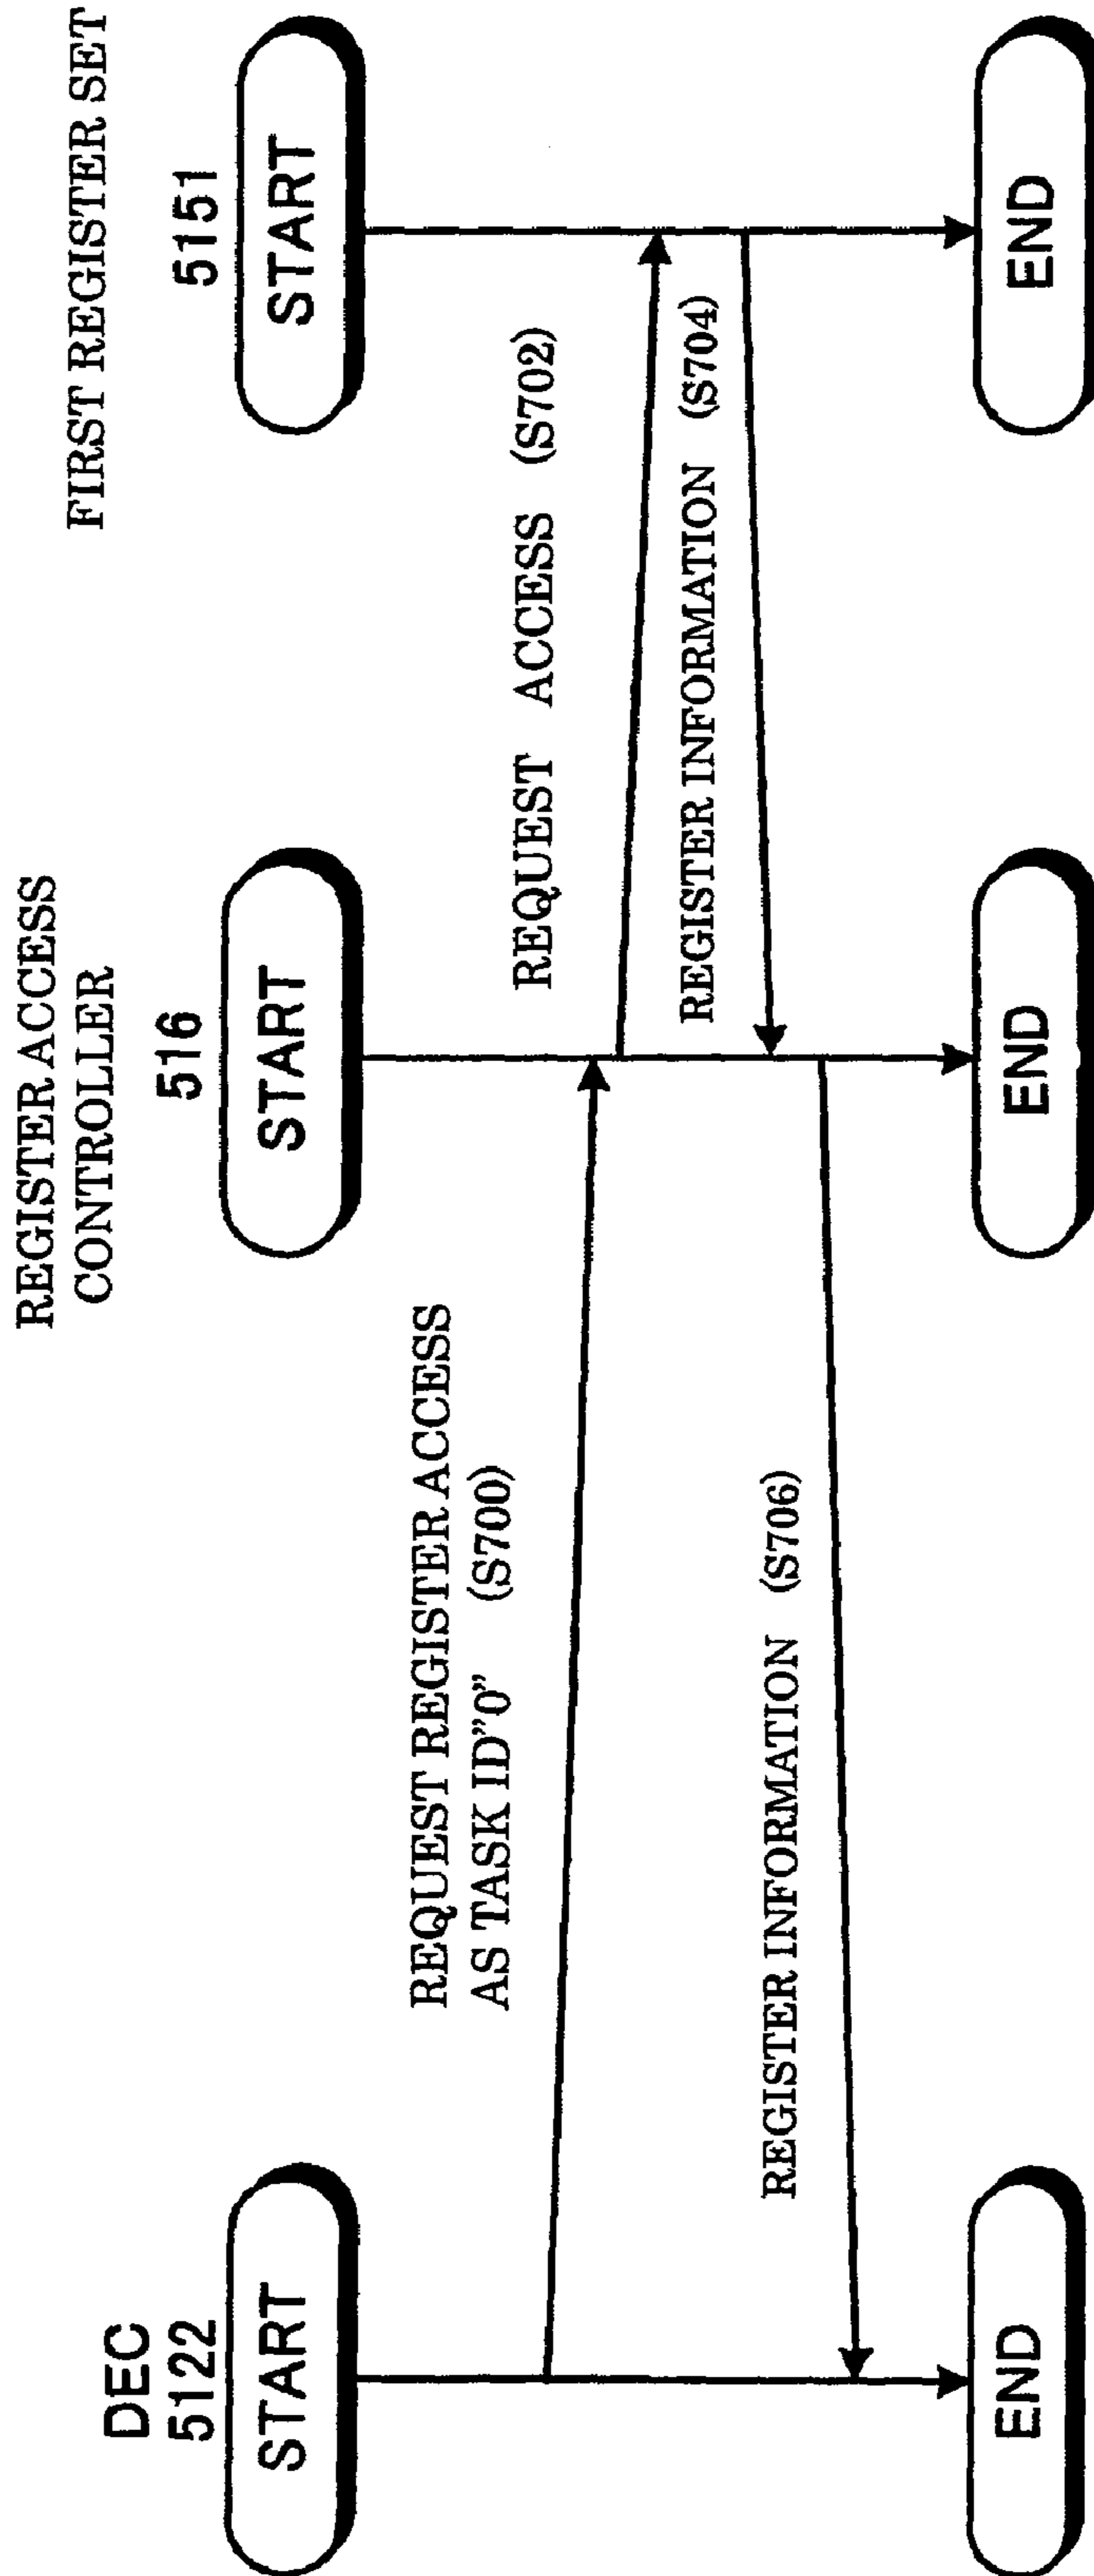 DEC
5122
START
REGISTER ACCESS
CONTROLLER
516
START
FIRST REGISTER SET
5151
START
REQUEST REGISTER ACCESS
AS TASK ID"0" (S700)
REQUEST ACCESS (S702)
REGISTER INFORMATION (S704)
REGISTER INFORMATION (S706)
END
END
END